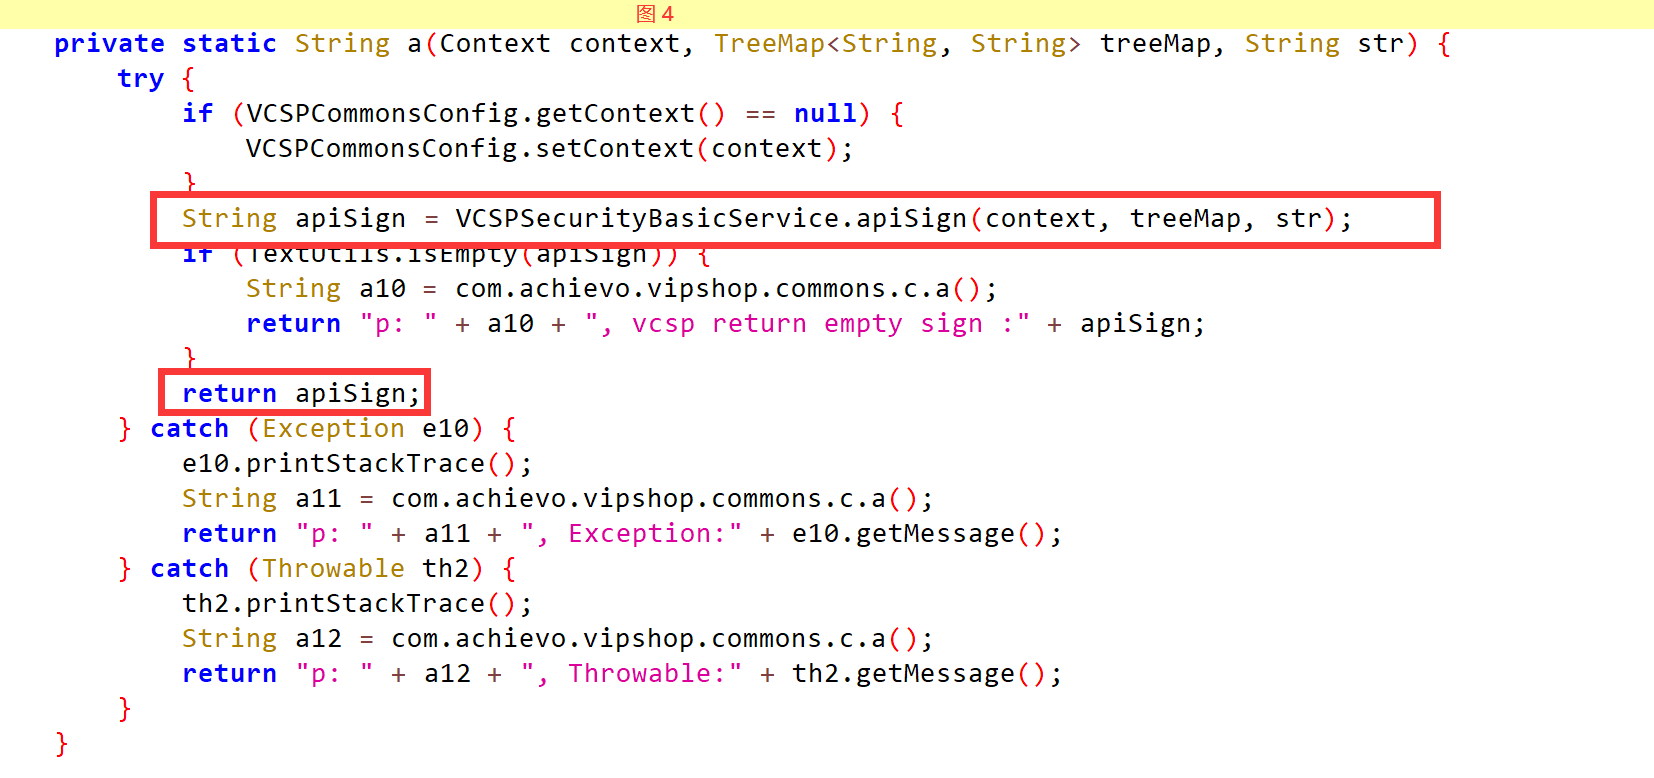 图 4
private static String a(Context context, TreeMap<String, String> treeMap, String str) {
try {
if (VCSPCommonsConfig.getContext() == null) {
VCSPCommonsConfig.setContext(context);
}
String apiSign = VCSPSecurityBasicService.apiSign(context, treeMap, str);
if (TextUtils.isEmpty(apiSign)) {
String a10 = com.achievo.vipshop.commons.c.a();
return "p: " + a10 + ", vcsp return empty sign :" + apiSign;
}
return apiSign;
} catch (Exception e10) {
e10.printStackTrace();
String a11 = com.achievo.vipshop.commons.c.a();
return "p: " + a11 + ", Exception:" + e10.getMessage();
} catch (Throwable th2) {
th2.printStackTrace();
String a12 = com.achievo.vipshop.commons.c.a();
return "p: " + a12 + ", Throwable:" + th2.getMessage();
}
}